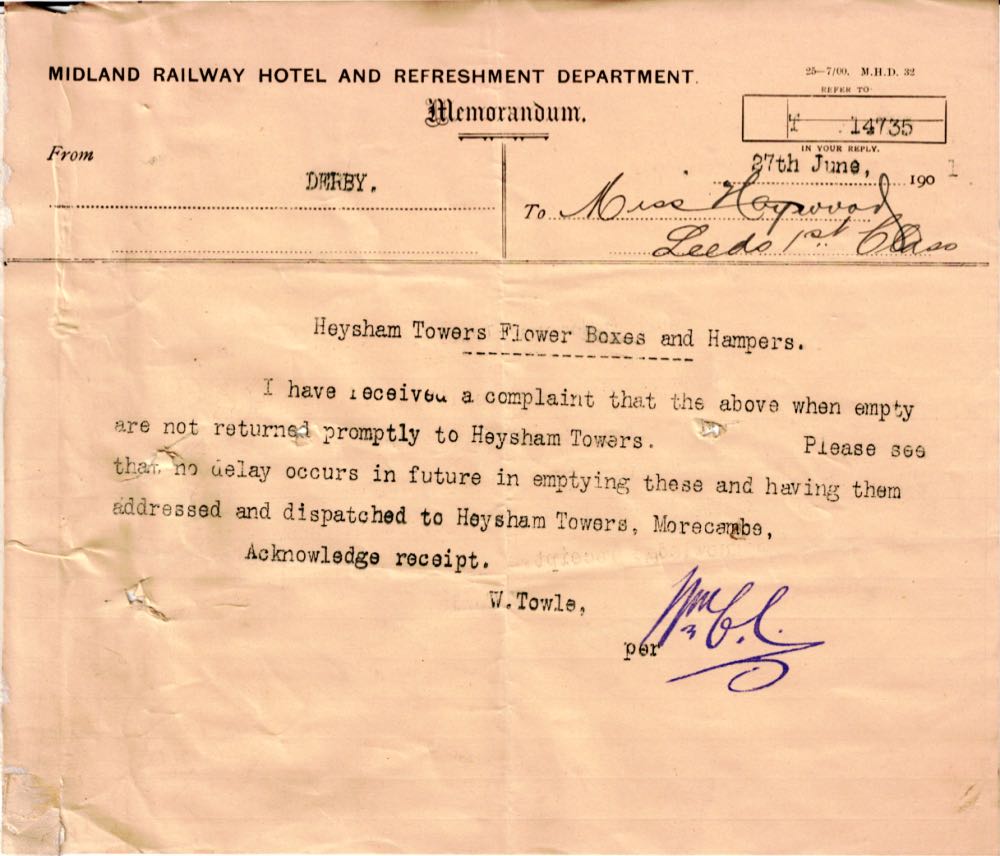 MIDLAND RAILWAY HOTEL AND REFRESHMENT DEPARTMENT.
25—7/00. M.H.D. 32
Memorandum.
REFER TO
T 14735
IN YOUR REPLY.
27th June, 1901
From
DERBY.
To Miss Haywood
Leeds 1st Class
Heysham Towers Flower Boxes and Hampers.
I have received a complaint that the above when empty
are not returned promptly to Heysham Towers. Please see
that no delay occurs in future in emptying these and having them
addressed and dispatched to Heysham Towers, Morecambe,
Acknowledge receipt.
W.Towle,
per